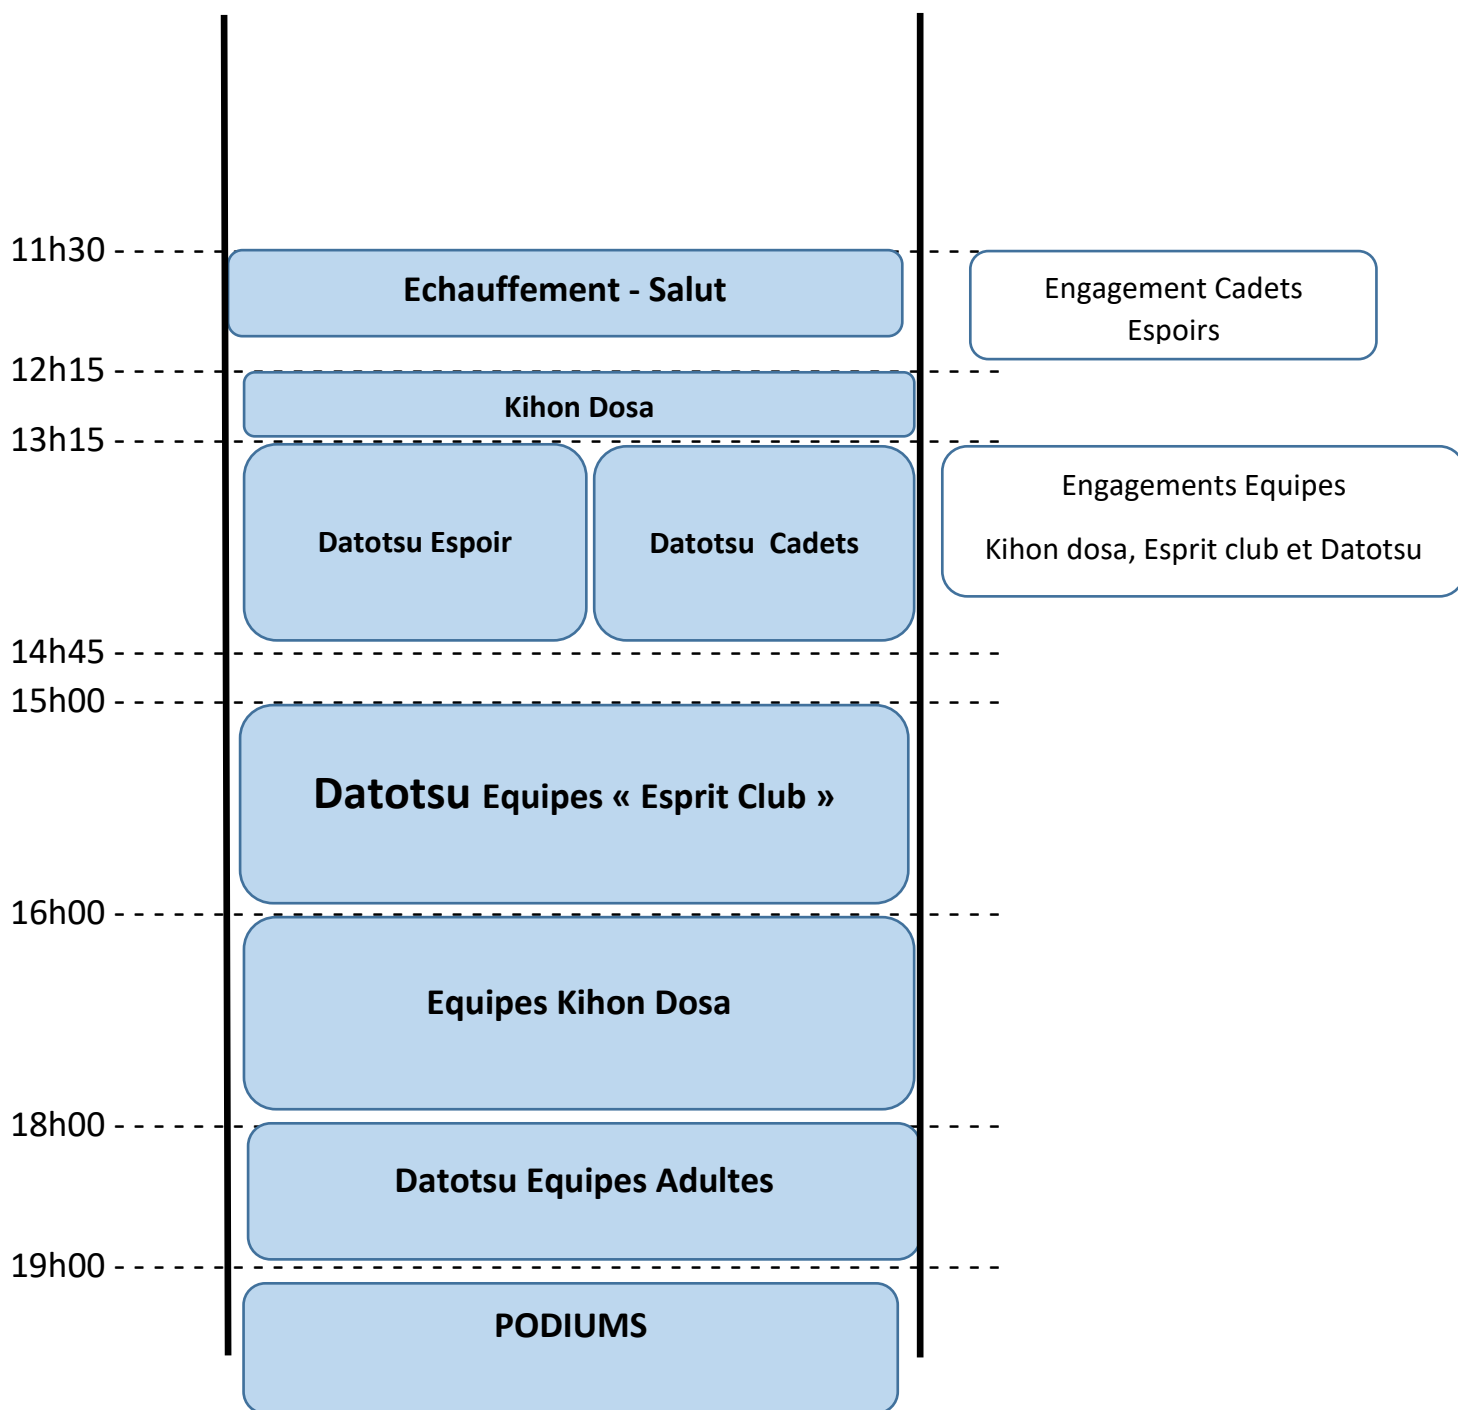 11h30 - - - - - - - - - - - - - - - - - - - - - - - - - - - - - - - - - - - - - - - - - - - - - - - - - - - - - -
Echauffement - Salut
Engagement Cadets
Espoirs
12h15 - - - - - - - - - - - - - - - - - - - - - - - - - - - - - - - - - - - - - - - - - - - - - - - - - - - - - -
Kihon Dosa
13h15 - - - - - - - - - - - - - - - - - - - - - - - - - - - - - - - - - - - - - - - - - - - - - - - - - - - - - -
Engagements Equipes
Kihon dosa, Esprit club et Datotsu
Datotsu Espoir
Datotsu  Cadets
14h45 - - - - - - - - - - - - - - - - - - - - - - - - - - - - - - - - - - - - - - - - - - - - - - - - - - - - - -
15h00 - - - - - - - - - - - - - - - - - - - - - - - - - - - - - - - - - - - - - - - - - - - - - - - - - - - - - -
Datotsu Equipes « Esprit Club »
16h00 - - - - - - - - - - - - - - - - - - - - - - - - - - - - - - - - - - - - - - - - - - - - - - - - - - - - - -
Equipes Kihon Dosa
18h00 - - - - - - - - - - - - - - - - - - - - - - - - - - - - - - - - - - - - - - - - - - - - - - - - - - - - - -
Datotsu Equipes Adultes
19h00 - - - - - - - - - - - - - - - - - - - - - - - - - - - - - - - - - - - - - - - - - - - - - - - - - - - - - -
PODIUMS